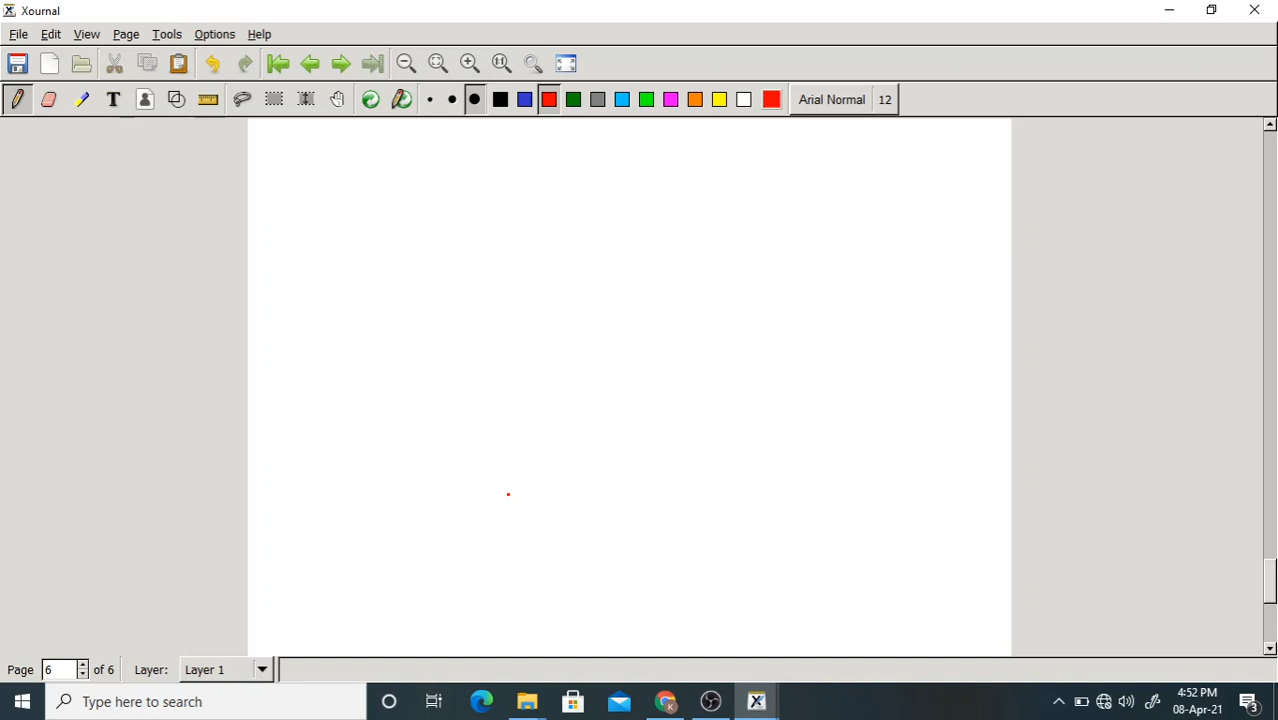 Xournal
File Edit View Page Tools Options Help
T Arial Normal 12
Page 6 of 6 Layer: Layer 1
Type here to search
4:52 PM
08-Apr-21
3